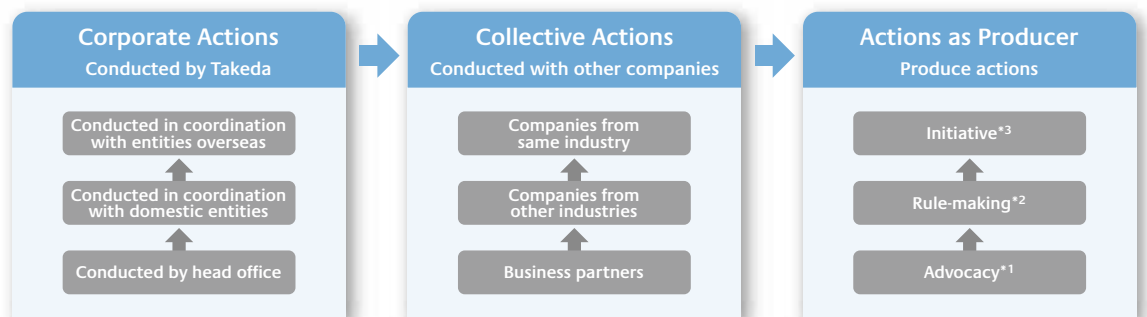 Corporate Actions
Conducted by Takeda
Conducted in coordination
with entities overseas
Conducted in coordination
with domestic entities
Conducted by head office
Collective Actions
Conducted with other companies
Companies from
same industry
Companies from
other industries
Business partners
Actions as Producer
Produce actions
Initiative*3
Rule-making*2
Advocacy*1